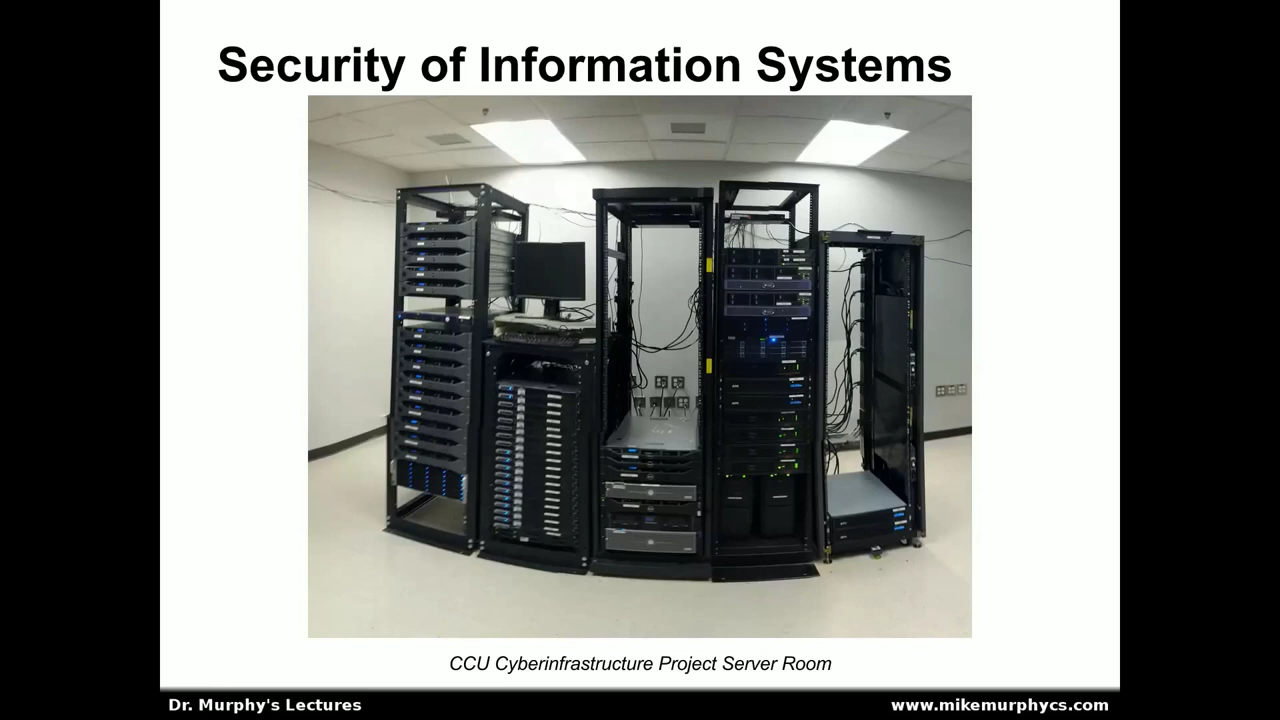 Security of Information Systems
CCU Cyberinfrastructure Project Server Room
Dr. Murphy's Lectures
www.mikemurphycs.com